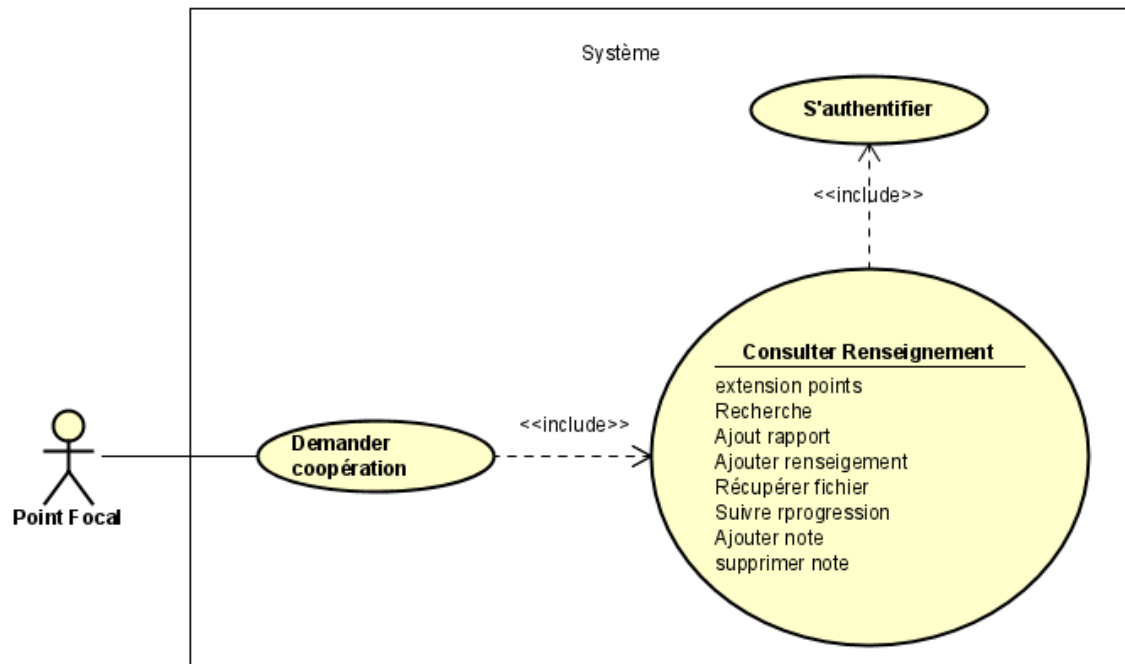 Système
S'authentifier
<<include>>
Consulter Renseignement
extension points
Recherche
Ajout rapport
Ajouter renseigement
Récupérer fichier
Suivre rprogression
Ajouter note
supprimer note
<<include>>
Demander
coopération
Point Focal